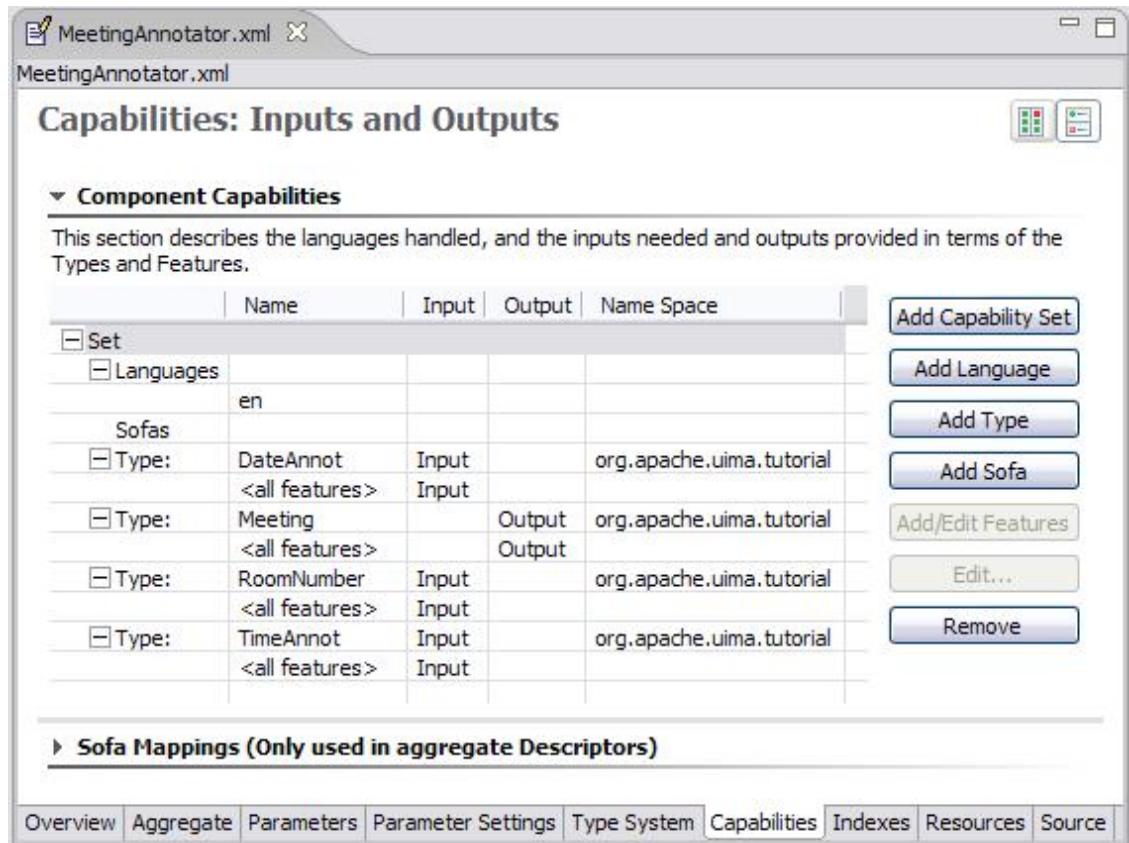 MeetingAnnotator.xml
MeetingAnnotator.xml
Capabilities: Inputs and Outputs
Component Capabilities
This section describes the languages handled, and the inputs needed and outputs provided in terms of the
Types and Features.
Name Input Output Name Space
Set
Languages
en
Sofas
Type: DateAnnot Input org.apache.uima.tutorial
<all features> Input
Type: Meeting Output org.apache.uima.tutorial
<all features> Output
Type: RoomNumber Input org.apache.uima.tutorial
<all features> Input
Type: TimeAnnot Input org.apache.uima.tutorial
<all features> Input
Add Capability Set
Add Language
Add Type
Add Sofa
Add/Edit Features
Edit...
Remove
Sofa Mappings (Only used in aggregate Descriptors)
Overview Aggregate Parameters Parameter Settings Type System Capabilities Indexes Resources Source